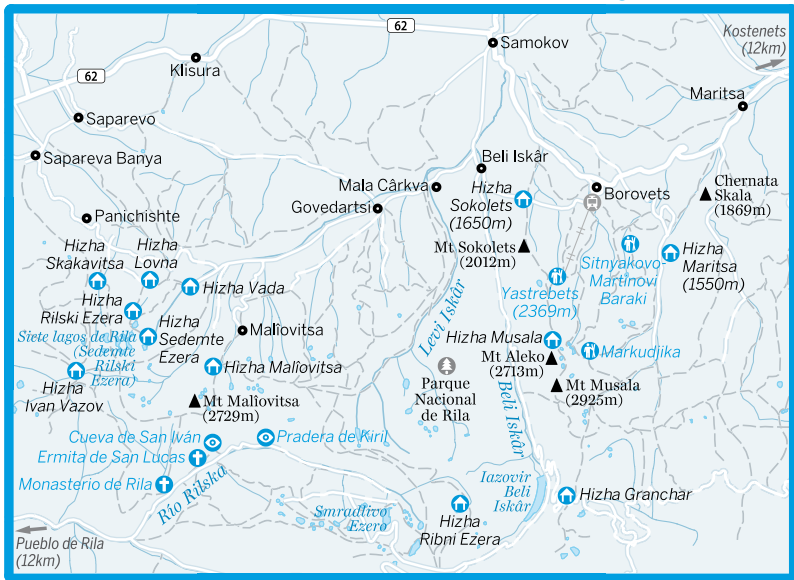 62
Kostenets
(12km)
Samokov
Klisura
62
Maritsa
Saparevo
Sapareva Banya
Beli Iskâr
Mala Cârkva
Hizha
Sokolets
(1650m)
Borovets
Chernata
Skala
(1869m)
Panichishte
Govedartsi
Mt Sokolets
(2012m)
Hizha
Skakavitsa
Hizha
Lovna
Sitnyakovo-
Martinovi
Baraki
Hizha
Maritsa
(1550m)
Hizha Vada
Yastrebets
(2369m)
Hizha
Rilski Ezera
Levi Iskâr
Siete lagos de Rila
(Sedemte
Rilski
Ezera)
Hizha
Sedemte
Ezera
Malîovitsa
Hizha Musala
Markudjika
Hizha Malîovitsa
Mt Aleko
(2713m)
Hizha
Ivan Vazov
Parque
Nacional
de Rila
Mt Musala
(2925m)
Mt Malîovitsa
(2729m)
Beli Iskâr
Cueva de San Iván
Pradera de Kiril
Ermita de San Lucas
Monasterio de Rila
Río Rilska
Iazovir
Beli
Iskâr
Hizha Granchar
Smradlivo
Ezero
Hizha
Ribni Ezera
Pueblo de Rila
(12km)